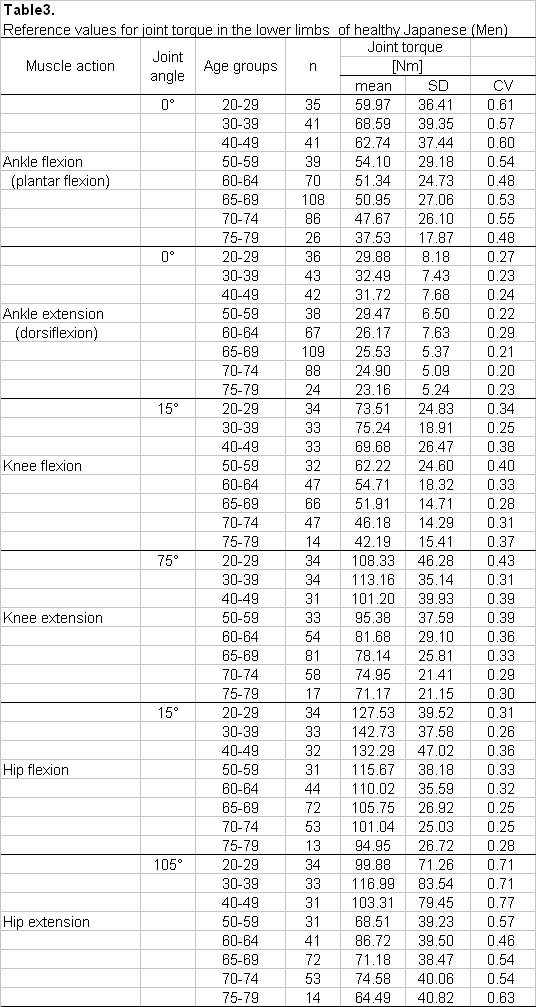 Table3.
Reference values for joint torque in the lower limbs of healthy Japanese (Men)
Muscle action Joint angle Age groups n Joint torque [Nm]
mean SD CV
0° 20-29 35 59.97 36.41 0.61
30-39 41 68.59 39.35 0.57
40-49 41 62.74 37.44 0.60
Ankle flexion 50-59 39 54.10 29.18 0.54
(plantar flexion) 60-64 70 51.34 24.73 0.48
65-69 108 50.95 27.06 0.53
70-74 86 47.67 26.10 0.55
75-79 26 37.53 17.87 0.48
0° 20-29 36 29.88 8.18 0.27
30-39 43 32.49 7.43 0.23
40-49 42 31.72 7.68 0.24
Ankle extension 50-59 38 29.47 6.50 0.22
(dorsiflexion) 60-64 67 26.17 7.63 0.29
65-69 109 25.53 5.37 0.21
70-74 88 24.90 5.09 0.20
75-79 24 23.16 5.24 0.23
15° 20-29 34 73.51 24.83 0.34
30-39 33 75.24 18.91 0.25
40-49 33 69.68 26.47 0.38
Knee flexion 50-59 32 62.22 24.60 0.40
60-64 47 54.71 18.32 0.33
65-69 66 51.91 14.71 0.28
70-74 47 46.18 14.29 0.31
75-79 14 42.19 15.41 0.37
75° 20-29 34 108.33 46.28 0.43
30-39 34 113.16 35.14 0.31
40-49 31 101.20 39.93 0.39
Knee extension 50-59 33 95.38 37.59 0.39
60-64 54 81.68 29.10 0.36
65-69 81 78.14 25.81 0.33
70-74 58 74.95 21.41 0.29
75-79 17 71.17 21.15 0.30
15° 20-29 34 127.53 39.52 0.31
30-39 33 142.73 37.58 0.26
40-49 32 132.29 47.02 0.36
Hip flexion 50-59 31 115.67 38.18 0.33
60-64 44 110.02 35.59 0.32
65-69 72 105.75 26.92 0.25
70-74 53 101.04 25.03 0.25
75-79 13 94.95 26.72 0.28
105° 20-29 34 99.88 71.26 0.71
30-39 33 116.99 83.54 0.71
40-49 31 103.31 79.45 0.77
Hip extension 50-59 31 68.51 39.23 0.57
60-64 41 86.72 39.50 0.46
65-69 72 71.18 38.47 0.54
70-74 53 74.58 40.06 0.54
75-79 14 64.49 40.82 0.63